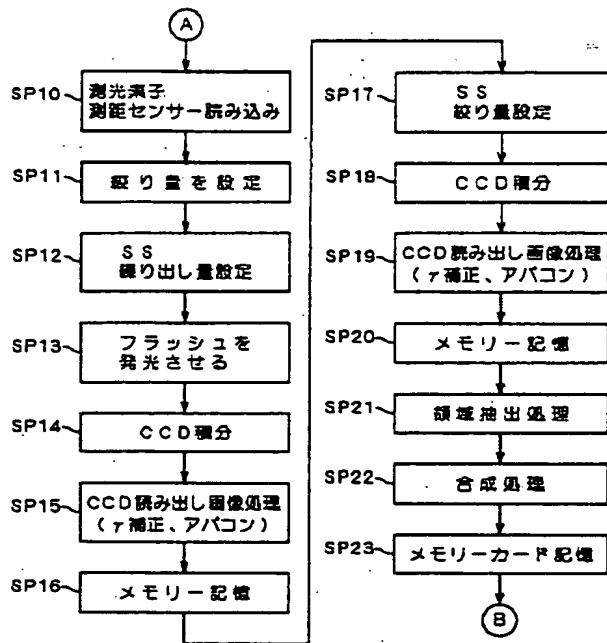 A
SP10
測光素子
測距センサー読み込み
SP11
絞り量を設定
SP12
SS
繰り出し量設定
SP13
フラッシュを
発光させる
SP14
CCD積分
SP15
CCD読み出し画像処理
(γ補正、アパコン)
SP16
メモリー記憶
SP17
SS
絞り量設定
SP18
CCD積分
SP19
CCD読み出し画像処理
(γ補正、アパコン)
SP20
メモリー記憶
SP21
領域抽出処理
SP22
合成処理
SP23
メモリーカード記憶
B